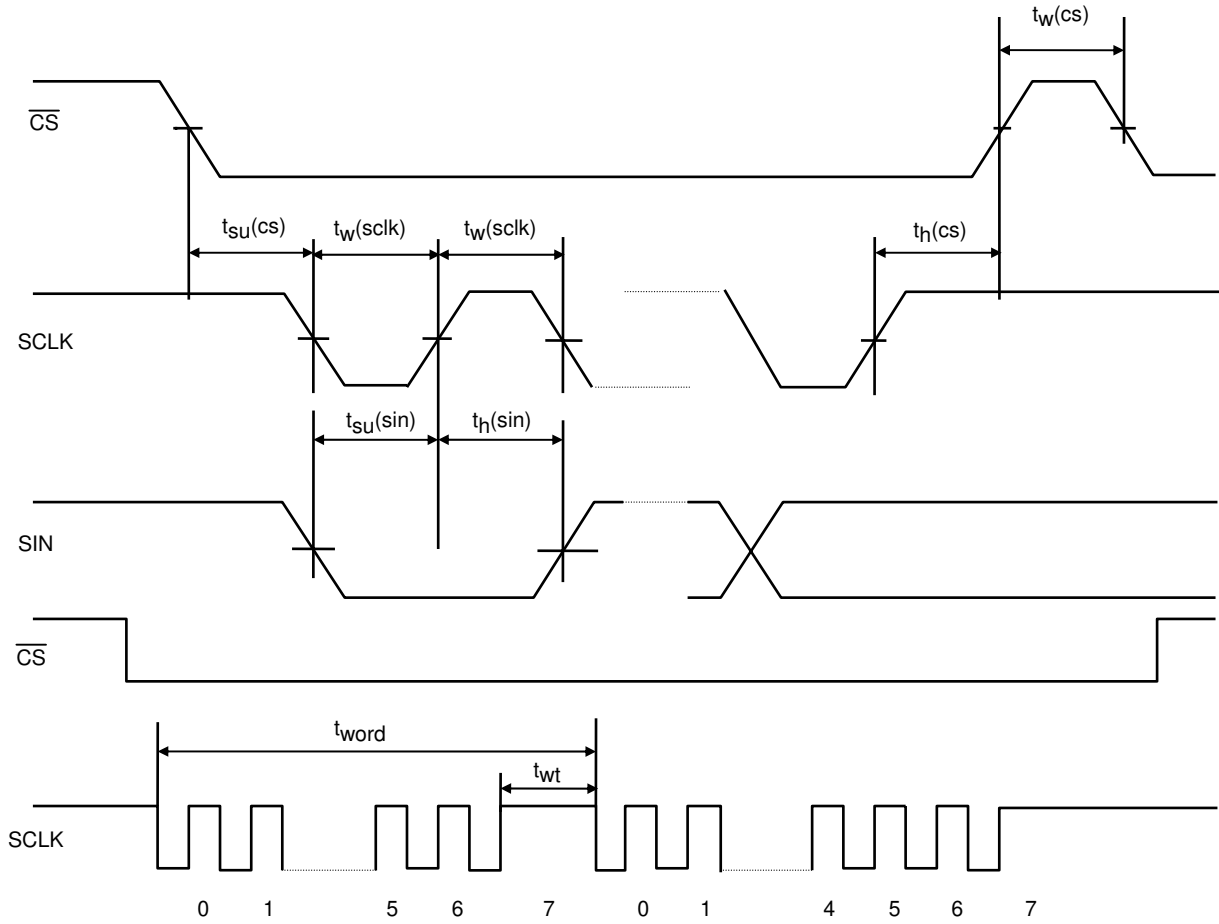 tw(cs)
CS
tsu(cs) tw(sclk) tw(sclk) th(cs)
SCLK
tsu(sin) th(sin)
SIN
CS
tword
twt
SCLK
0 1 5 6 7 0 1 4 5 6 7